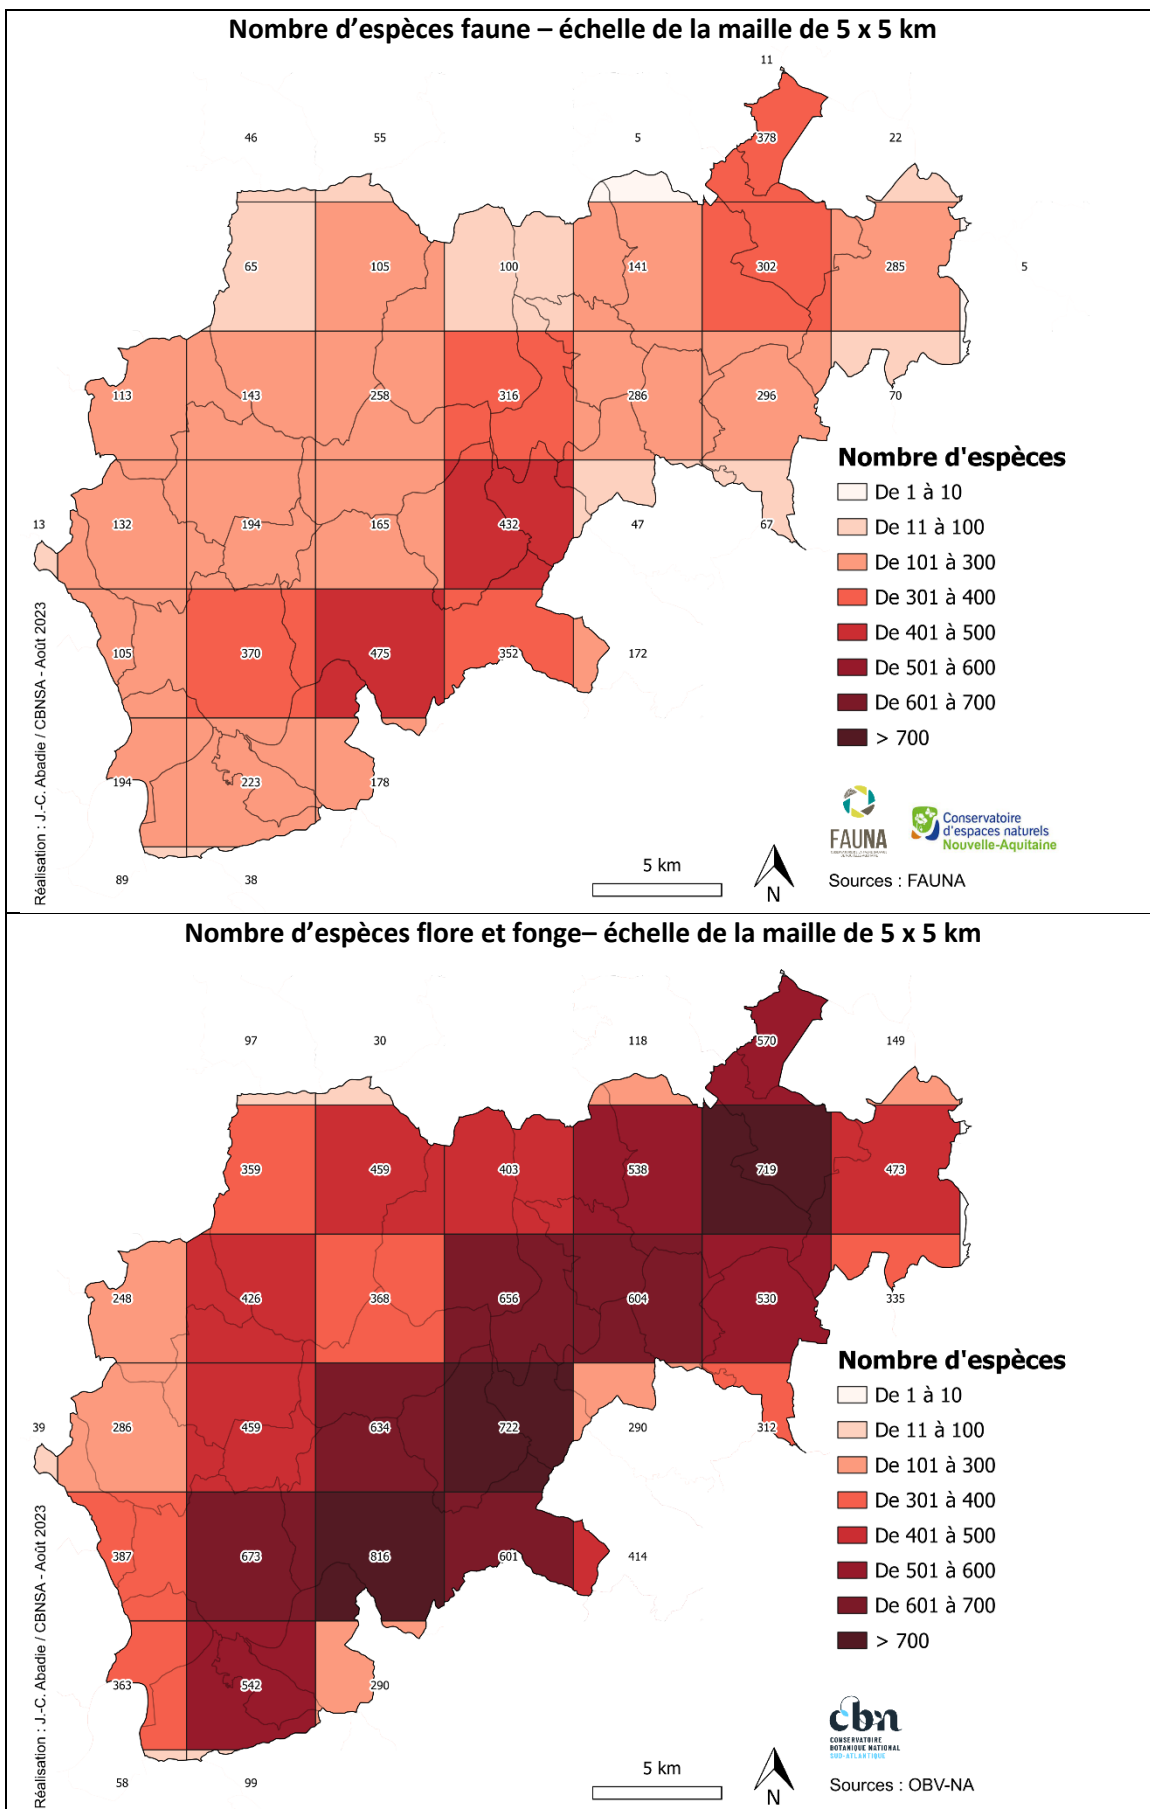 Nombre d'espèces faune – échelle de la maille de 5 x 5 km
11
46 55 5 378 22
65 105 100 141 302 285 5
113 143 258 316 286 296 70
Nombre d'espèces
De 1 à 10
De 11 à 100
De 101 à 300
De 301 à 400
De 401 à 500
De 501 à 600
De 601 à 700
> 700
13 132 194 165 432 47 67
105 370 475 352 172
194 223 178
89 38
Réalisation : J.-C. Abadie / CBNSA - Août 2023
5 km
N
FAUNA
Conservatoire
d'espaces naturels
Nouvelle-Aquitaine
Sources : FAUNA
Nombre d'espèces flore et fonge– échelle de la maille de 5 x 5 km
97 30 118 570 149
359 459 403 538 719 473
248 426 368 656 604 530 335
Nombre d'espèces
De 1 à 10
De 11 à 100
De 101 à 300
De 301 à 400
De 401 à 500
De 501 à 600
De 601 à 700
> 700
39 286 459 634 722 290 312
387 673 816 601 414
363 542 290
58 99
Réalisation : J.-C. Abadie / CBNSA - Août 2023
5 km
N
cbn
CONSERVATOIRE
BOTANIQUE NATIONAL
SUD-ATLANTIQUE
Sources : OBV-NA